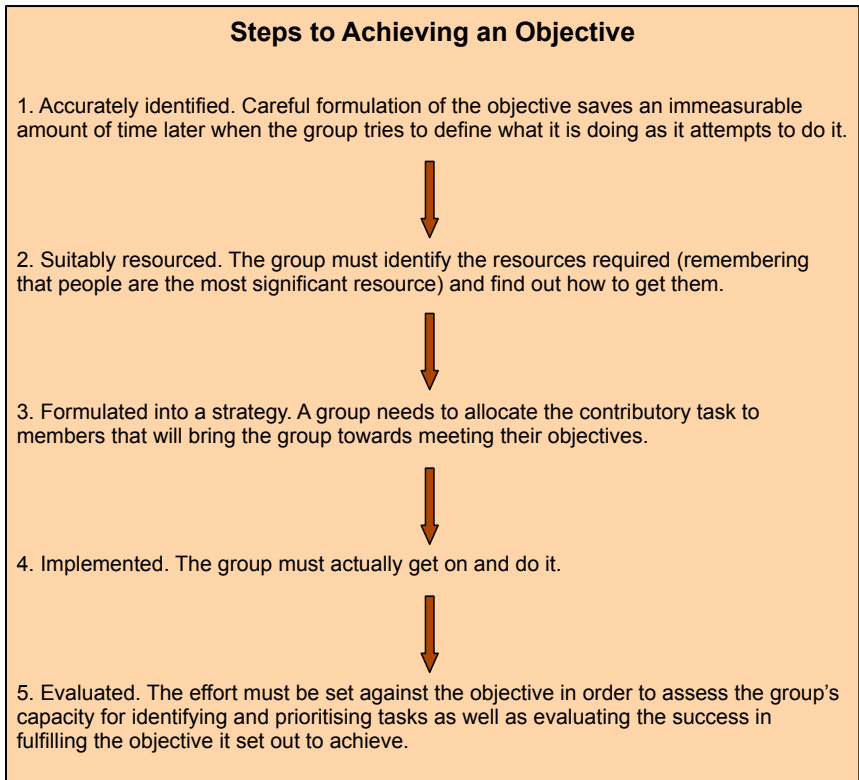 Steps to Achieving an Objective
1. Accurately identified. Careful formulation of the objective saves an immeasurable
amount of time later when the group tries to define what it is doing as it attempts to do it.
2. Suitably resourced. The group must identify the resources required (remembering
that people are the most significant resource) and find out how to get them.
3. Formulated into a strategy. A group needs to allocate the contributory task to
members that will bring the group towards meeting their objectives.
4. Implemented. The group must actually get on and do it.
5. Evaluated. The effort must be set against the objective in order to assess the group’s
capacity for identifying and prioritising tasks as well as evaluating the success in
fulfilling the objective it set out to achieve.